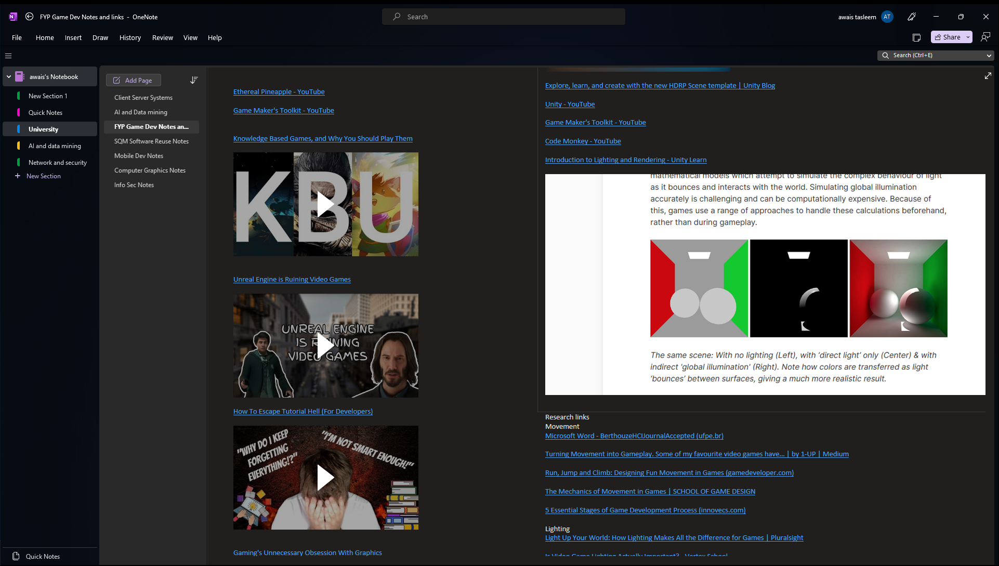 FYP Game Dev Notes and links - OneNote
Search
awais tasleem
AT
File Home Insert Draw History Review View Help
Share
Search (Ctrl+E)
awais's Notebook
New Section 1
Quick Notes
University
AI and data mining
Network and security
New Section
Quick Notes
Add Page
Client Server Systems
AI and Data mining
FYP Game Dev Notes an...
SQM Software Reuse Notes
Mobile Dev Notes
Computer Graphics Notes
Info Sec Notes
Ethereal Pineapple - YouTube
Game Maker's Toolkit - YouTube
Knowledge Based Games, and Why You Should Play Them
KBU
Unreal Engine is Ruining Video Games
UNREAL ENGINE
IS RUINING
VIDEO GAMES
How To Escape Tutorial Hell (For Developers)
"WHY DO I KEEP
FORGETTING
EVERYTHING!?"
"I'M NOT SMART ENOUGH!"
Gaming's Unnecessary Obsession With Graphics
Explore, learn, and create with the new HDRP Scene template | Unity Blog
Unity - YouTube
Game Maker's Toolkit - YouTube
Code Monkey - YouTube
Introduction to Lighting and Rendering - Unity Learn
mathematical models which attempt to simulate the complex behaviour of light
as it bounces and interacts with the world. Simulating global illumination
accurately is challenging and can be computationally expensive. Because of
this, games use a range of approaches to handle these calculations beforehand,
rather than during gameplay.
The same scene: With no lighting (Left), with ‘direct light’ only (Center) & with
indirect 'global illumination' (Right). Note how colors are transferred as light
‘bounces’ between surfaces, giving a much more realistic result.
Research links
Movement
Microsoft Word - BerthouzeHCIJournalAccepted (ufpe.br)
Turning Movement into Gameplay. Some of my favourite video games have... | by 1-UP | Medium
Run, Jump and Climb: Designing Fun Movement in Games (gamedeveloper.com)
The Mechanics of Movement in Games | SCHOOL OF GAME DESIGN
5 Essential Stages of Game Development Process (innovecs.com)
Lighting
Light Up Your World: How Lighting Makes All the Difference for Games | Pluralsight
Is Video Game Lighting Actually Important? - Vertex School